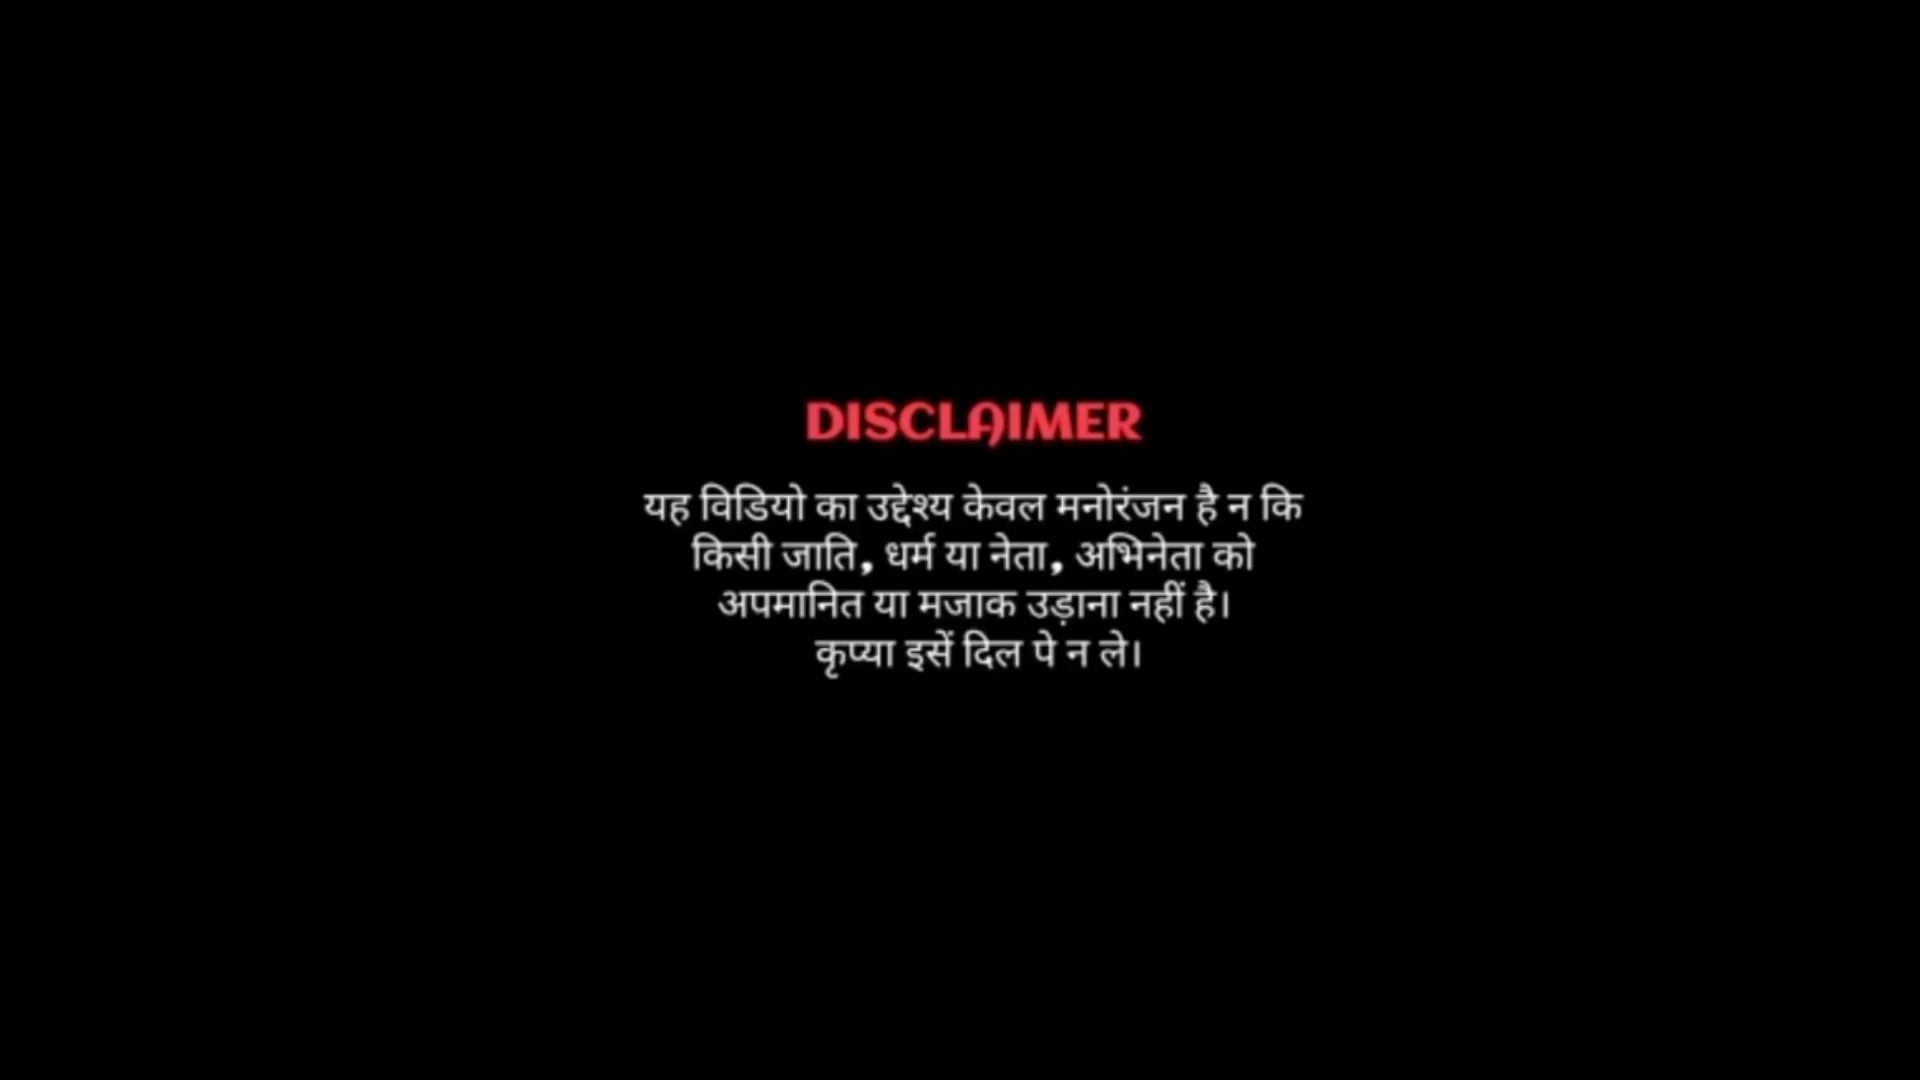 DISCLAIMER
यह विडियो का उद्देश्य केवल मनोरंजन है न कि
किसी जाति, धर्म या नेता, अभिनेता को
अपमानित या मजाक उड़ाना नहीं है।
कृप्या इसें दिल पे न ले।